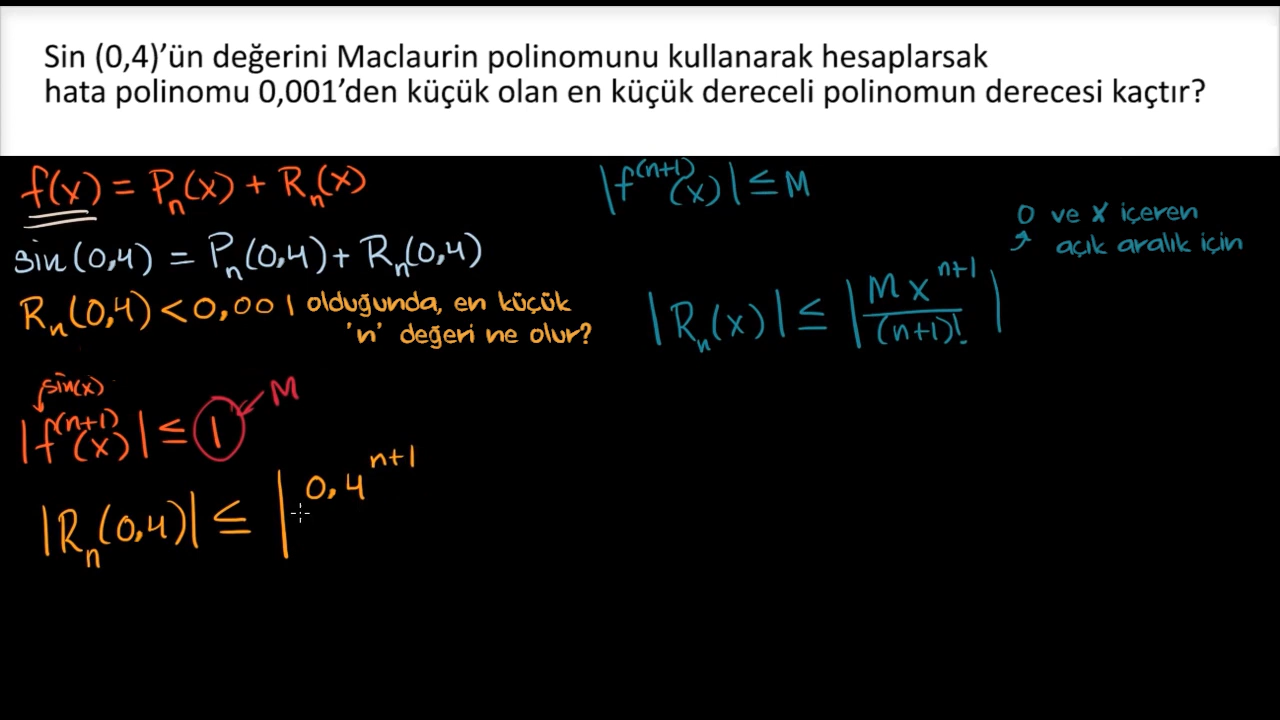 Sin (0,4)'ün değerini Maclaurin polinomunu kullanarak hesaplarsak
hata polinomu 0,001'den küçük olan en küçük dereceli polinomun derecesi kaçtır?
f(x) = Pₙ(x) + Rₙ(x)
sin(0,4) = Pₙ(0,4) + Rₙ(0,4)
Rₙ(0,4) < 0,001 olduğunda, en küçük
'n' değeri ne olur?
sin(x)
|f⁽ⁿ⁺¹⁾(x)| ≤ 1 ← M
|Rₙ(0,4)| ≤ |0,4ⁿ⁺¹
|f⁽ⁿ⁺¹⁾(x)| ≤ M
0 ve x içeren
açık aralık için
|Rₙ(x)| ≤ |Mxⁿ⁺¹/(n+1)!|